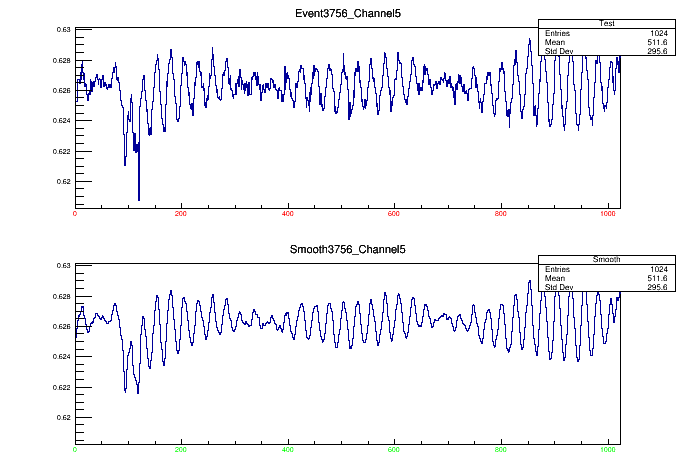 Event3756_Channel5
Test
Entries 1024
Mean 511.6
Std Dev 295.6
0.63
0.628
0.626
0.624
0.622
0.62
0 200 400 600 800 1000
Smooth3756_Channel5
Smooth
Entries 1024
Mean 511.6
Std Dev 295.6
0.63
0.628
0.626
0.624
0.622
0.62
0 200 400 600 800 1000